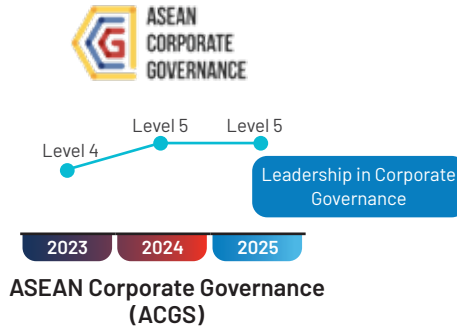 ASEAN
CORPORATE
GOVERNANCE
Level 4
Level 5
Level 5
Leadership in Corporate
Governance
2023
2024
2025
ASEAN Corporate Governance
(ACGS)